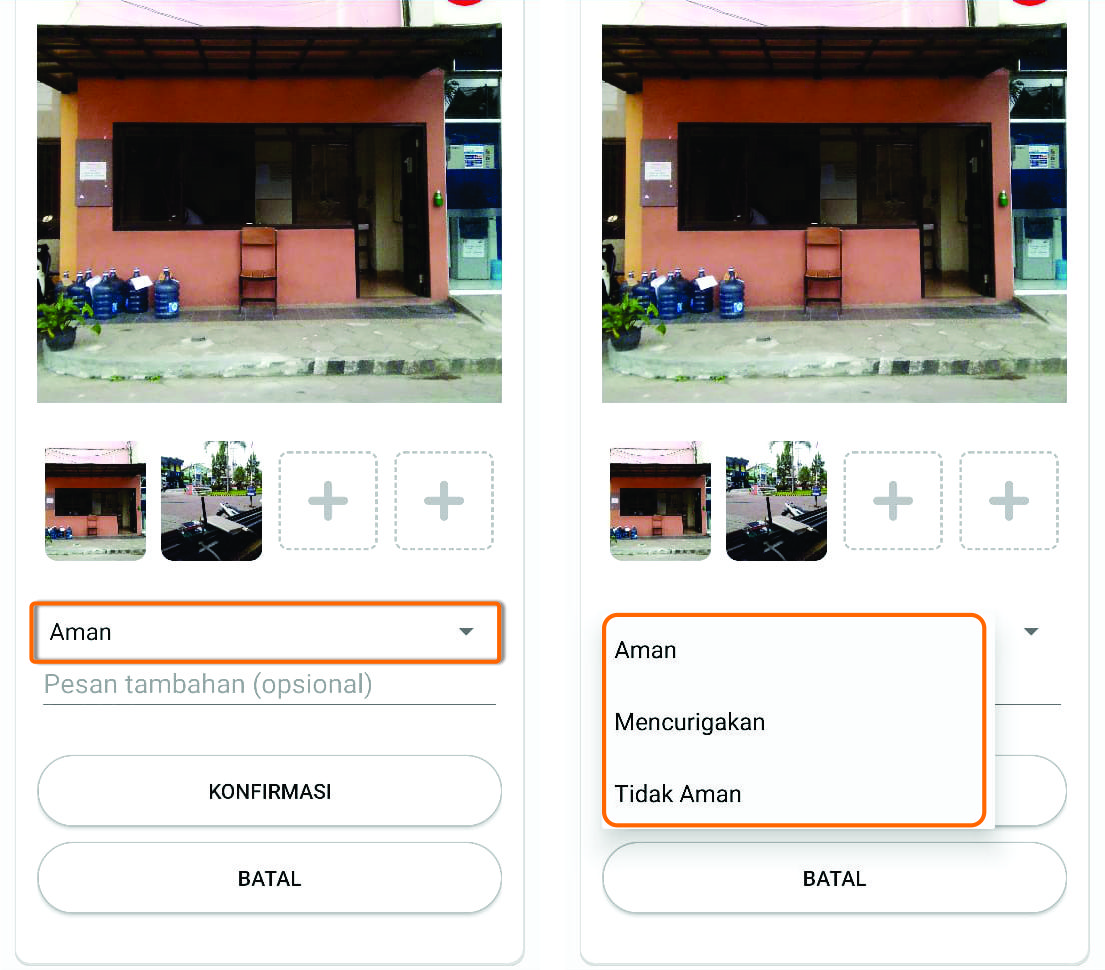 Aman
Pesan tambahan (opsional)
KONFIRMASI
BATAL
Aman
Mencurigakan
Tidak Aman
BATAL